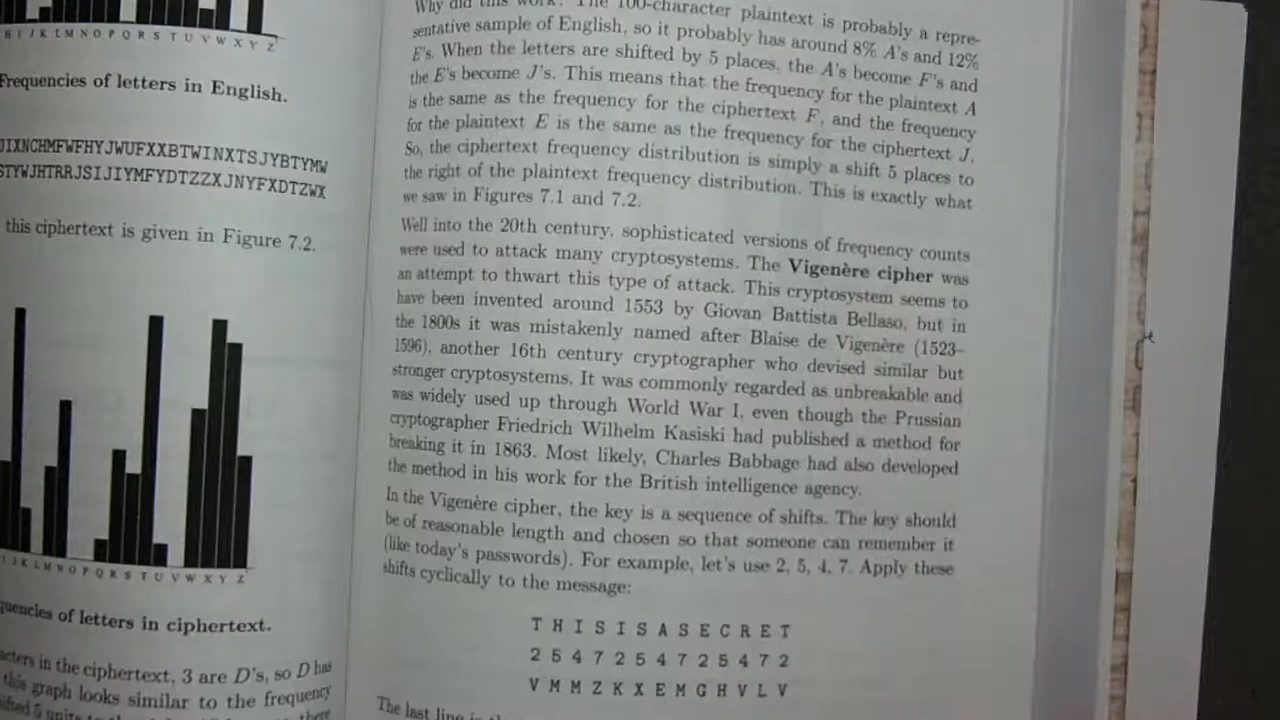 H I J K L M N O P Q R S T U V W X Y Z
Frequencies of letters in English.
JIXNCHMFWFHYJWUFXXBTWINXTSJYBTYMW
STYWJHTRRJSIJIYMFYDTZZXJNYFXDTZWX
this ciphertext is given in Figure 7.2.
I J K L M N O P Q R S T U V W X Y Z
quencies of letters in ciphertext.
acters in the ciphertext, 3 are D's, so D has
this graph looks similar to the frequency
Why did this work? The 100-character plaintext is probably a repre-
sentative sample of English, so it probably has around 8% A's and 12%
E's. When the letters are shifted by 5 places, the A's become F's and
the E's become J's. This means that the frequency for the plaintext A
is the same as the frequency for the ciphertext F, and the frequency
for the plaintext E is the same as the frequency for the ciphertext J.
So, the ciphertext frequency distribution is simply a shift 5 places to
the right of the plaintext frequency distribution. This is exactly what
we saw in Figures 7.1 and 7.2.
Well into the 20th century, sophisticated versions of frequency counts
were used to attack many cryptosystems. The Vigenère cipher was
an attempt to thwart this type of attack. This cryptosystem seems to
have been invented around 1553 by Giovan Battista Bellaso, but in
the 1800s it was mistakenly named after Blaise de Vigenère (1523–
1596), another 16th century cryptographer who devised similar but
stronger cryptosystems. It was commonly regarded as unbreakable and
was widely used up through World War I, even though the Prussian
cryptographer Friedrich Wilhelm Kasiski had published a method for
breaking it in 1863. Most likely, Charles Babbage had also developed
the method in his work for the British intelligence agency.
In the Vigenère cipher, the key is a sequence of shifts. The key should
be of reasonable length and chosen so that someone can remember it
(like today's passwords). For example, let's use 2, 5, 4, 7. Apply these
shifts cyclically to the message:
T H I S I S A S E C R E T
2 5 4 7 2 5 4 7 2 5 4 7 2
V M M Z K X E M G H V L V
The last line in